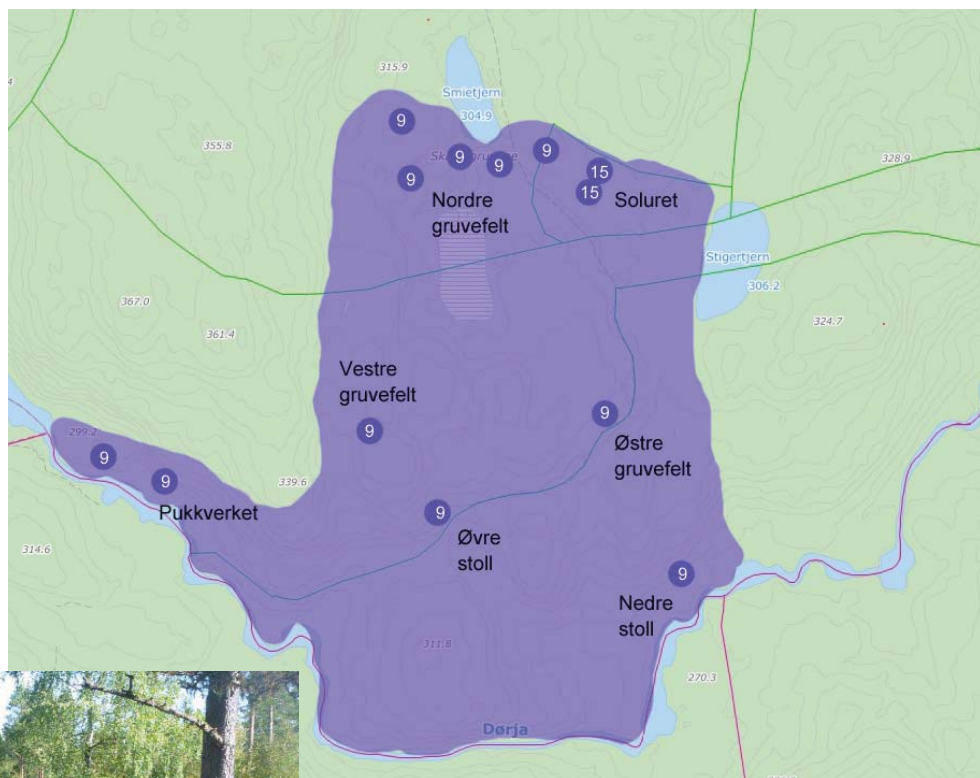 315.9
Smietjern
304.9
355.8
9
9
9
9
9
15
15
328.9
Nordre
gruvefelt
Soluret
Stigertjern
306.2
367.0
361.4
324.7
Vestre
gruvefelt
9
9
Østre
gruvefelt
299.2
9
9
339.6
Pukkverket
9
Øvre
stoll
314.6
9
Nedre
stoll
311.8
270.3
Dørja